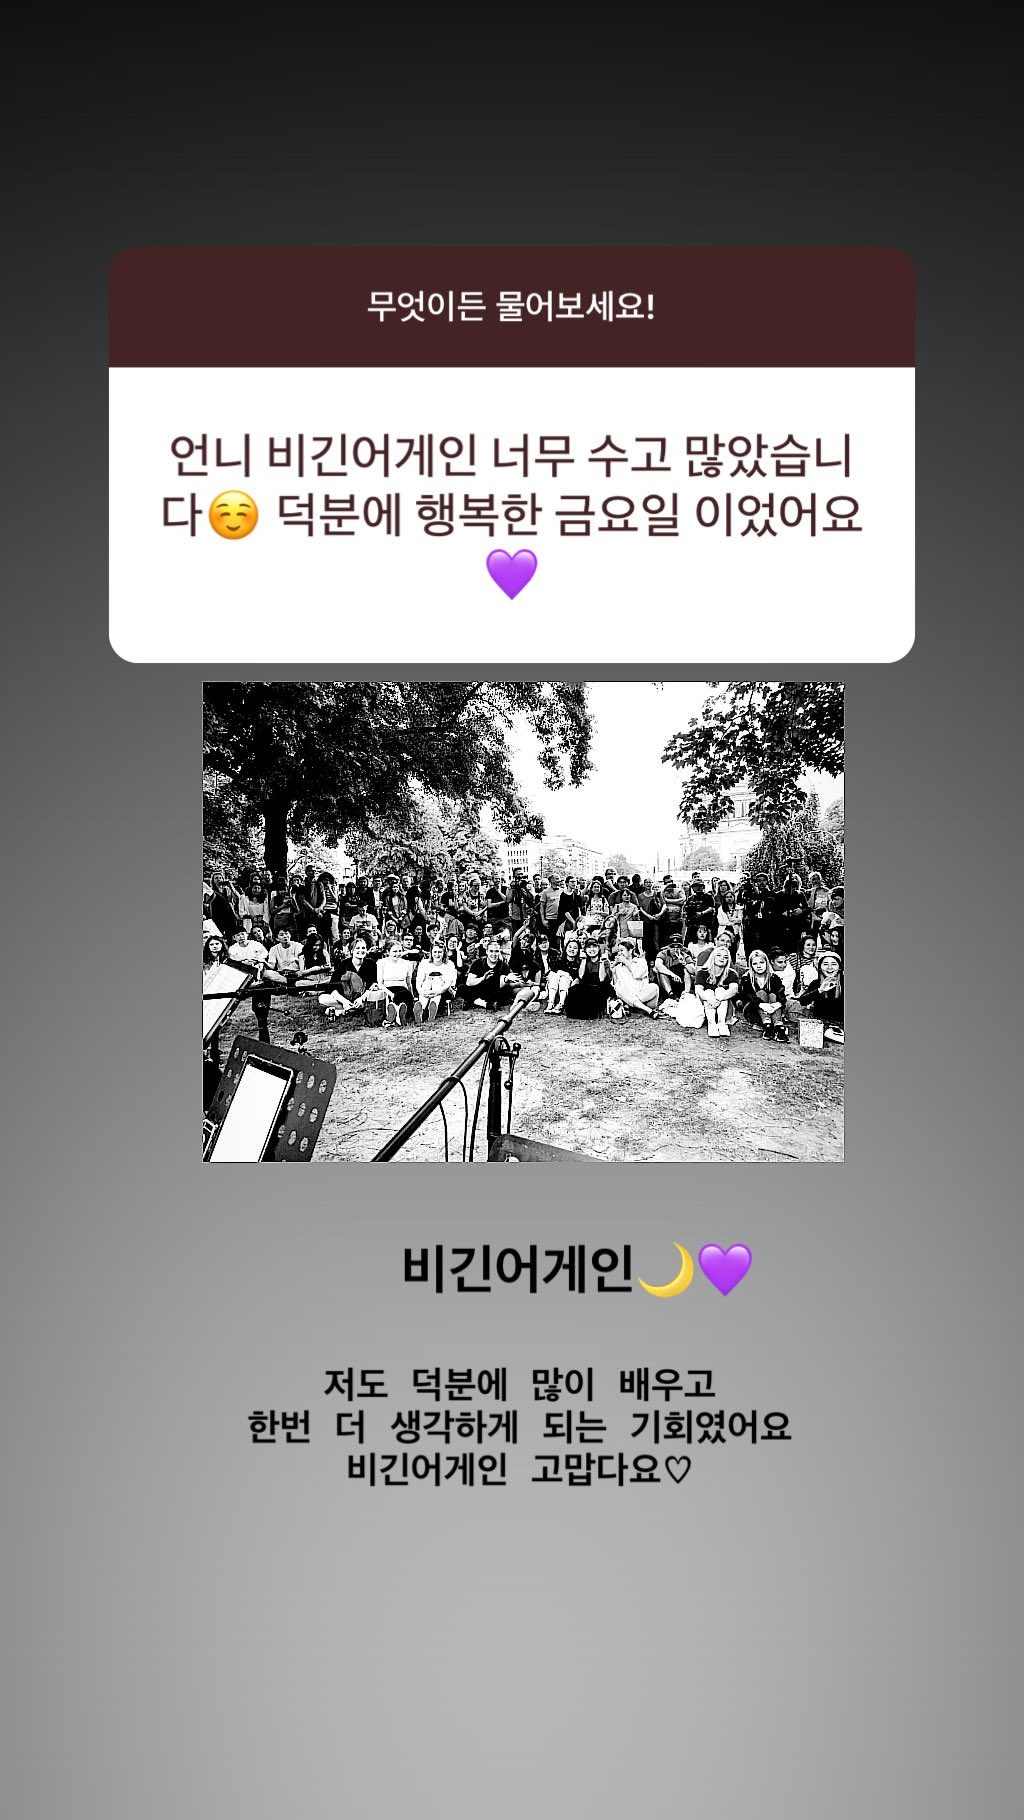 무엇이든 물어보세요!
언니 비긴어게인 너무 수고 많았습니
다☺️ 덕분에 행복한 금요일 이었어요
💜
비긴어게인🌙💜
저도 덕분에 많이 배우고
한번 더 생각하게 되는 기회였어요
비긴어게인 고맙다요♡